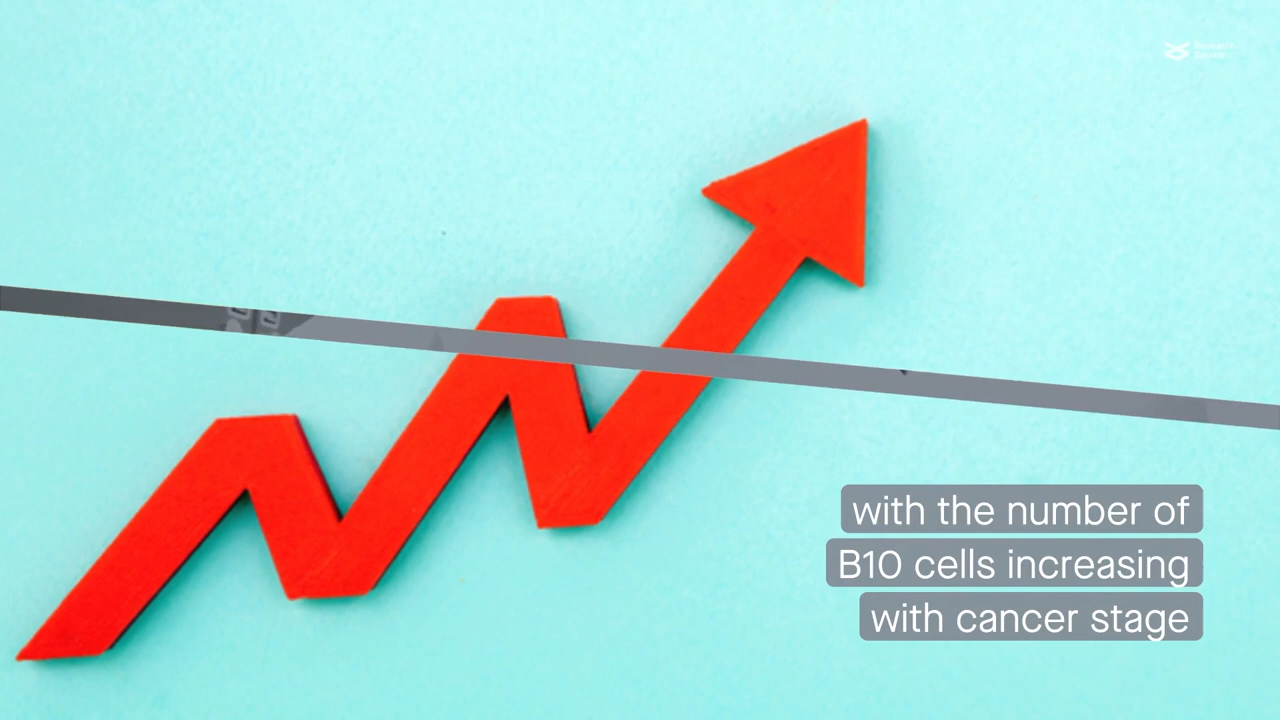 with the number of
B10 cells increasing
with cancer stage